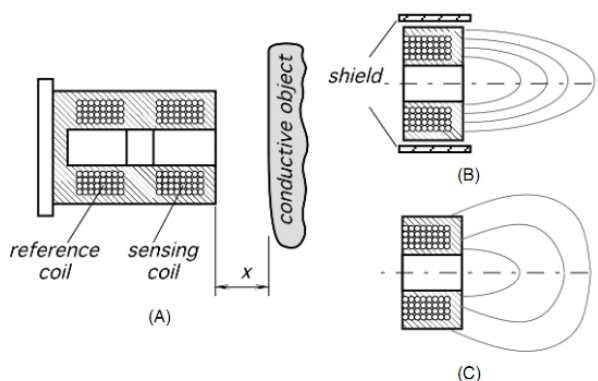 reference
coil
sensing
coil
x
conductive object
(A)
shield
(B)
(C)